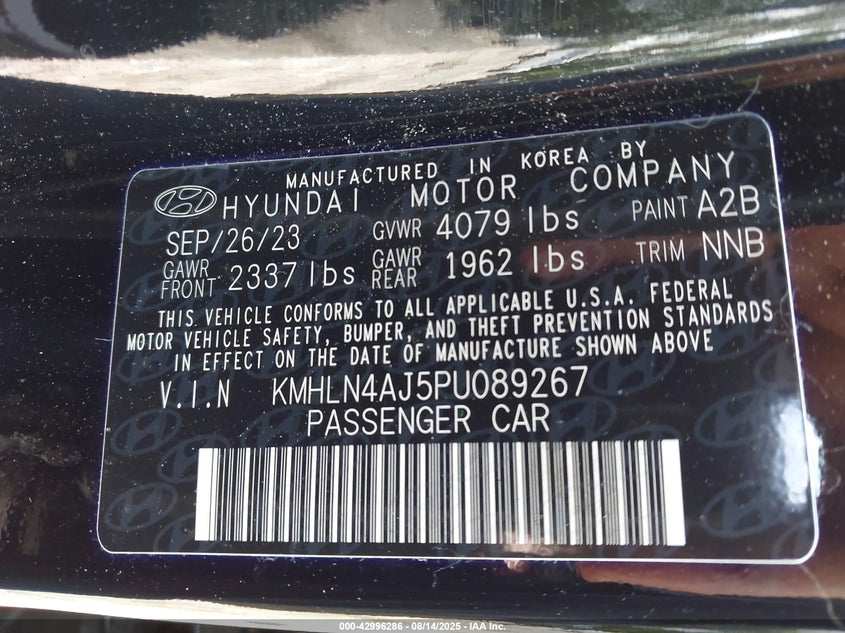 MANUFACTURED IN KOREA BY
HYUNDAI MOTOR COMPANY
SEP/26/23 GVWR 4079 lbs PAINT A2B
GAWR FRONT 2337 lbs GAWR REAR 1962 lbs TRIM NNB
THIS VEHICLE CONFORMS TO ALL APPLICABLE U.S.A. FEDERAL
MOTOR VEHICLE SAFETY, BUMPER, AND THEFT PREVENTION STANDARDS
IN EFFECT ON THE DATE OF MANUFACTURE SHOWN ABOVE
V.I.N KMHLN4AJ5PU089267
PASSENGER CAR
000-42996286 - 08/14/2025 - IAA Inc.